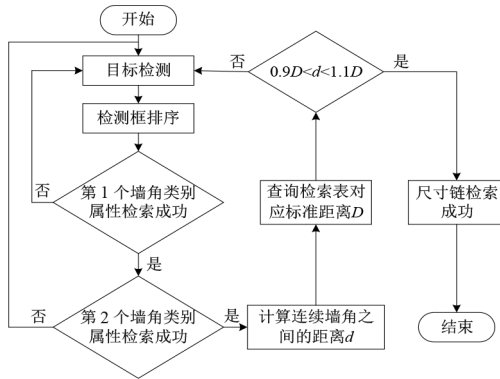 开始
目标检测
检测框排序
第 1 个墙角类别
属性检索成功
否
是
第 2 个墙角类别
属性检索成功
否
是
计算连续墙角之
间的距离d
查询检索表对
应标准距离D
0.9D<d<1.1D
否
是
尺寸链检索
成功
结束